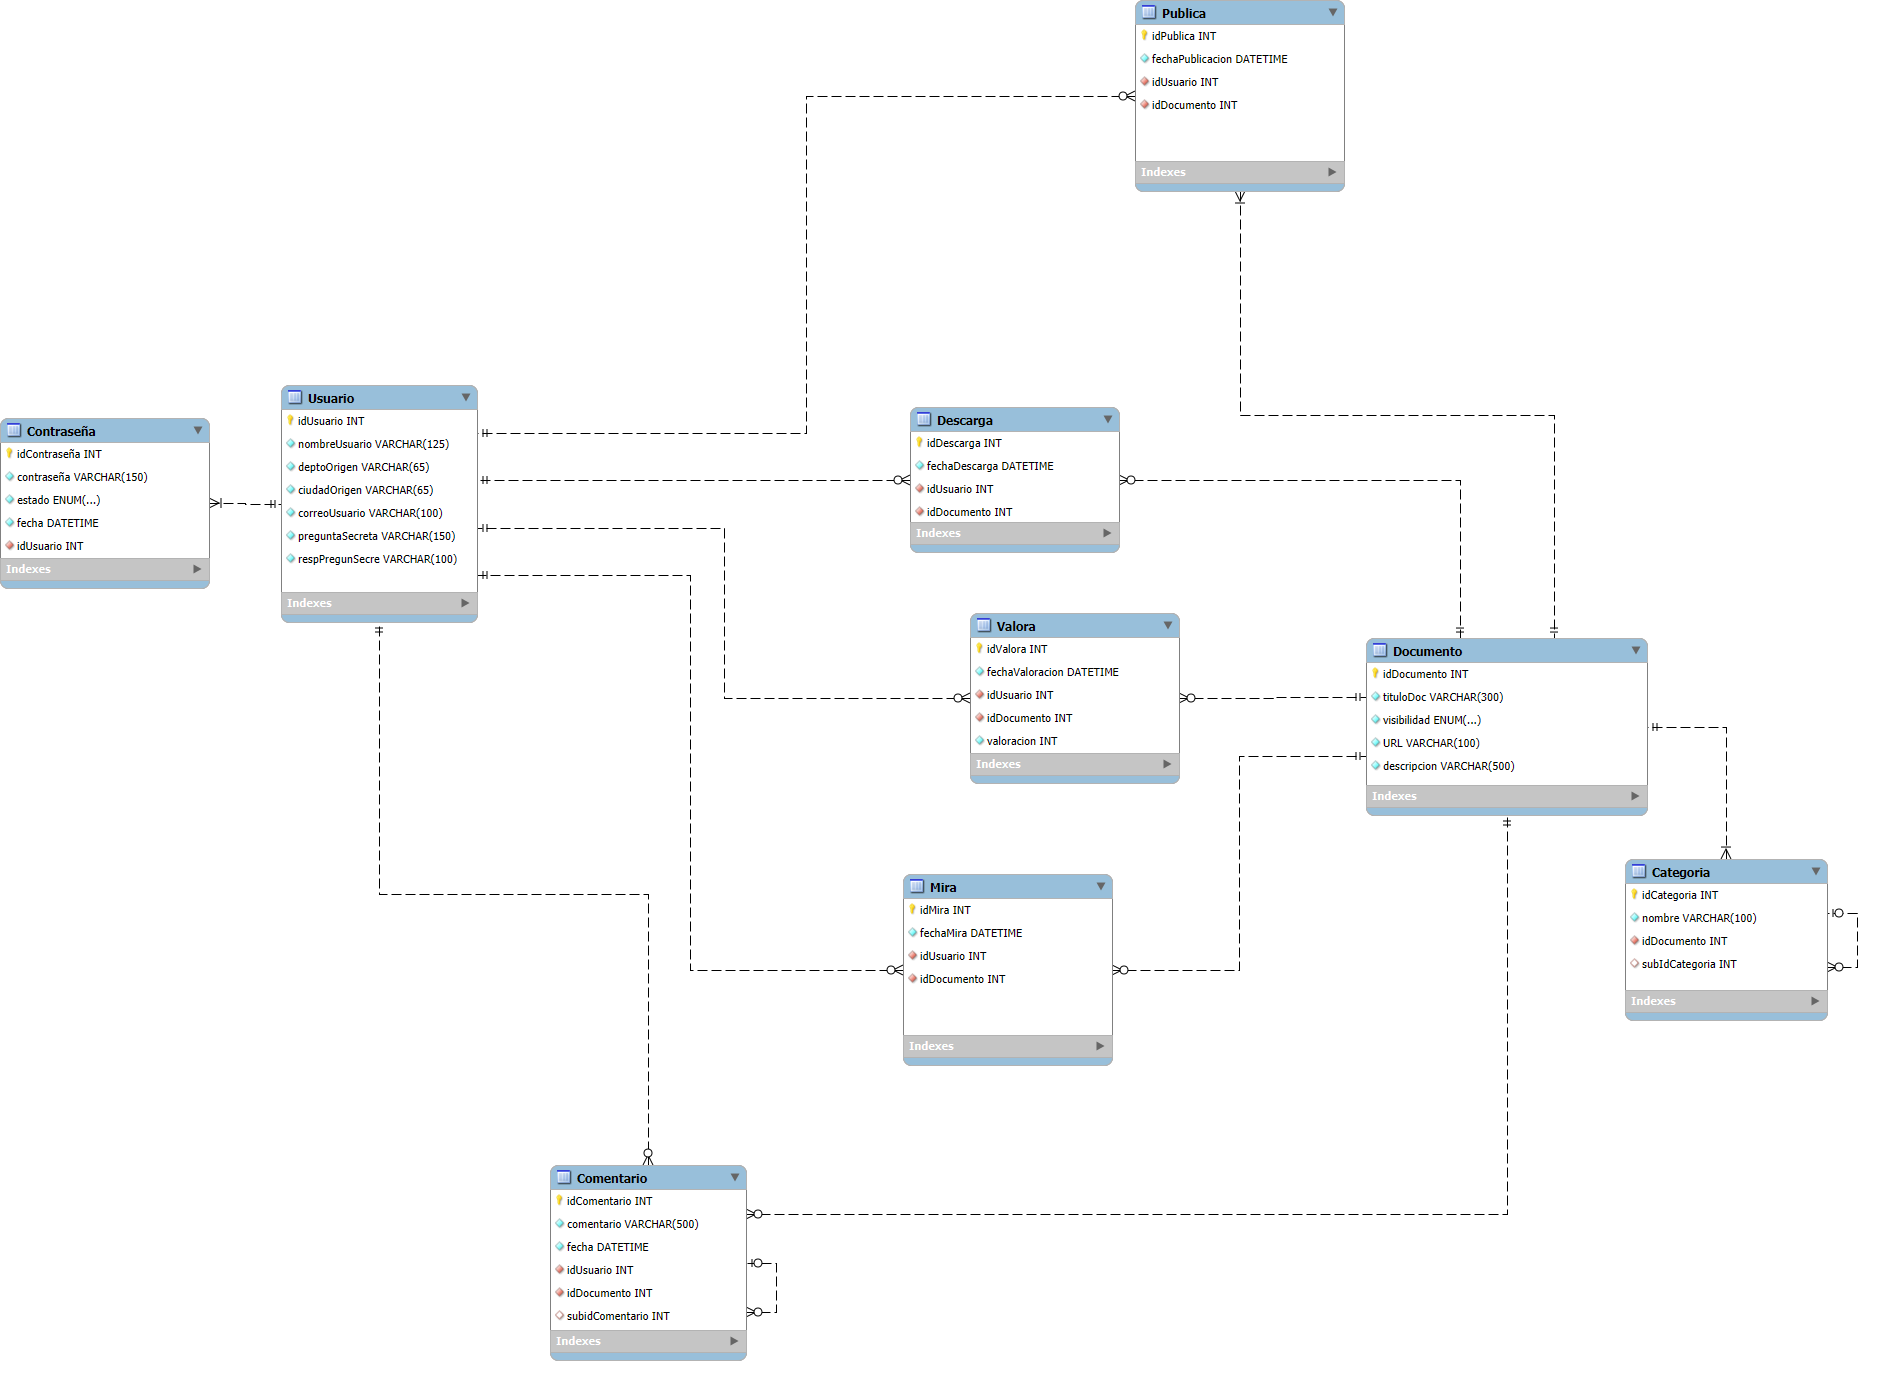 Publica
idPublica INT
fechaPublicacion DATETIME
idUsuario INT
idDocumento INT
Indexes
Contraseña
idContraseña INT
contraseña VARCHAR(150)
estado ENUM(...)
fecha DATETIME
idUsuario INT
Indexes
Usuario
idUsuario INT
nombreUsuario VARCHAR(125)
deptoOrigen VARCHAR(65)
ciudadOrigen VARCHAR(65)
correoUsuario VARCHAR(100)
preguntaSecreta VARCHAR(150)
respPregunSecre VARCHAR(100)
Indexes
Descarga
idDescarga INT
fechaDescarga DATETIME
idUsuario INT
idDocumento INT
Indexes
Valora
idValora INT
fechaValoracion DATETIME
idUsuario INT
idDocumento INT
valoracion INT
Indexes
Documento
idDocumento INT
tituloDoc VARCHAR(300)
visibilidad ENUM(...)
URL VARCHAR(100)
descripcion VARCHAR(500)
Indexes
Mira
idMira INT
fechaMira DATETIME
idUsuario INT
idDocumento INT
Indexes
Categoria
idCategoria INT
nombre VARCHAR(100)
idDocumento INT
subIdCategoria INT
Indexes
Comentario
idComentario INT
comentario VARCHAR(500)
fecha DATETIME
idUsuario INT
idDocumento INT
subidComentario INT
Indexes